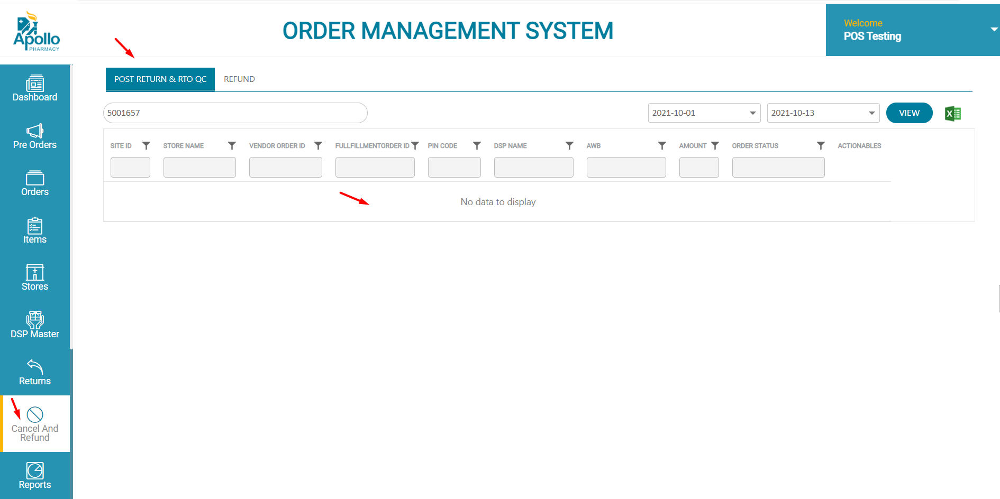 Apollo
PHARMACY
ORDER MANAGEMENT SYSTEM
Welcome
POS Testing
Dashboard
Pre Orders
Orders
Items
Stores
DSP Master
Returns
Cancel And
Refund
Reports
POST RETURN & RTO QC REFUND
5001657 2021-10-01 2021-10-13 VIEW
SITE ID STORE NAME VENDOR ORDER ID FULLFILLMENTORDER ID PIN CODE DSP NAME AWB AMOUNT ORDER STATUS ACTIONABLES
No data to display